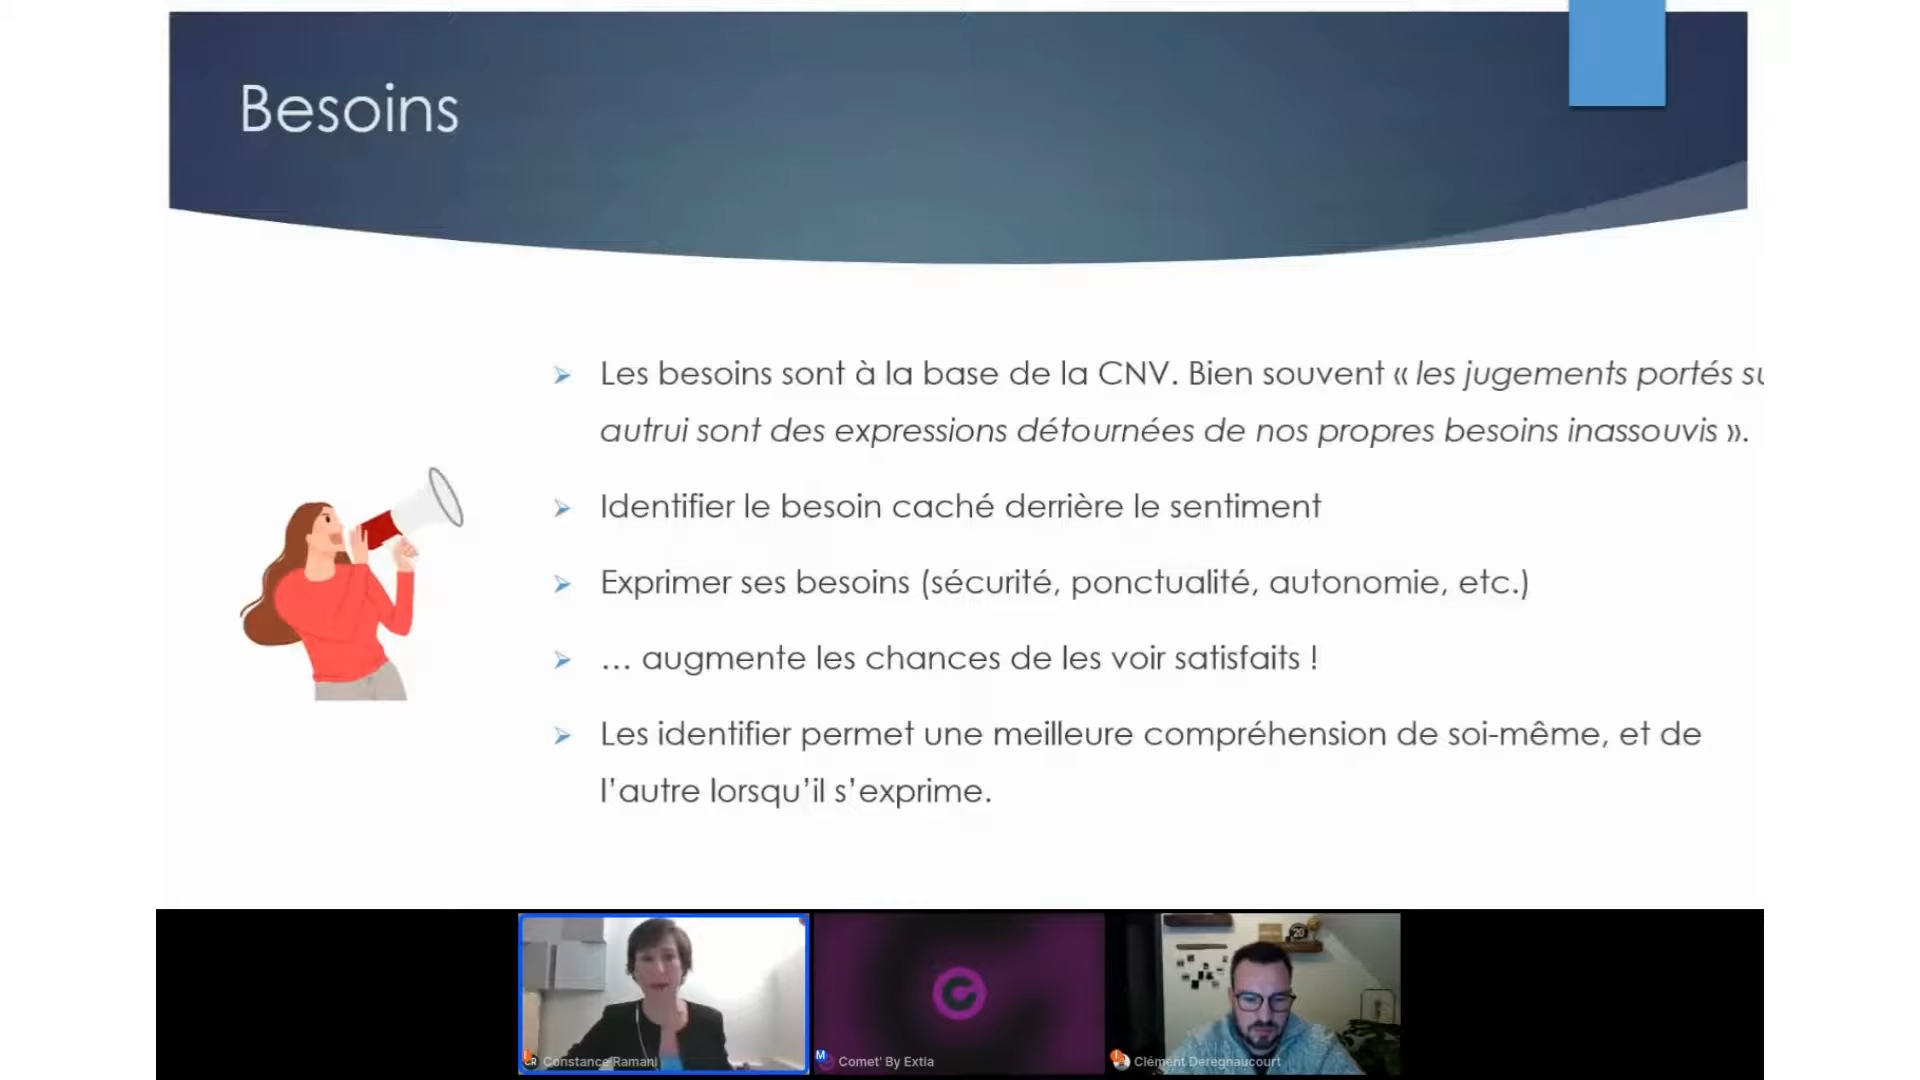 Besoins
➢ Les besoins sont à la base de la CNV. Bien souvent « les jugements portés su
autrui sont des expressions détournées de nos propres besoins inassouvis ».
➢ Identifier le besoin caché derrière le sentiment
➢ Exprimer ses besoins (sécurité, ponctualité, autonomie, etc.)
➢ … augmente les chances de les voir satisfaits !
➢ Les identifier permet une meilleure compréhension de soi-même, et de
l’autre lorsqu’il s’exprime.
20
CR Constance Ramani
M Comet' By Extia
Clément Deregnaucourt